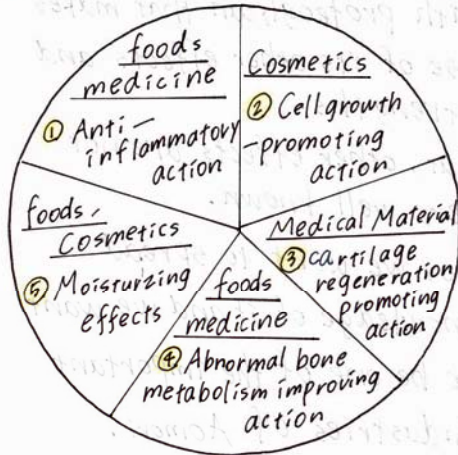 foods
medicine
① Anti-
inflammatory
action
Cosmetics
② Cell growth
-promoting
action
Medical Material
③ cartilage
regeneration
promoting
action
foods
medicine
④ Abnormal bone
metabolism improving
action
foods,
Cosmetics
⑤ Moisturzing
effects